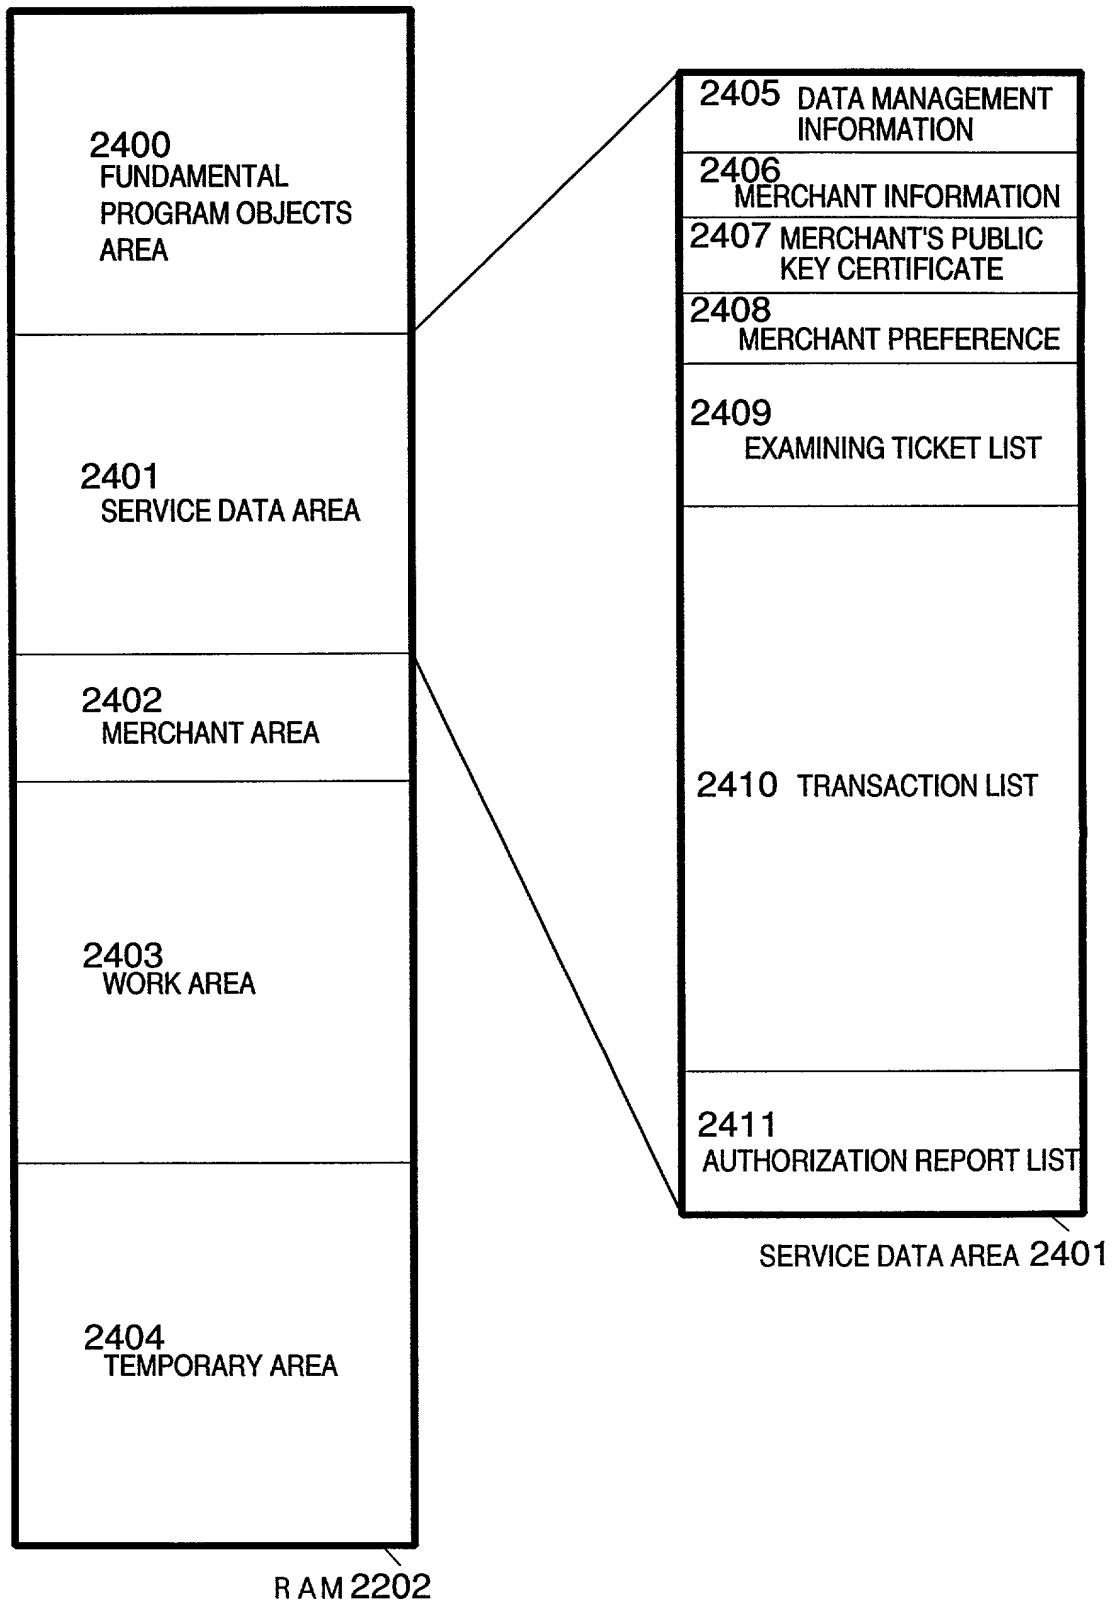 2400
FUNDAMENTAL
PROGRAM OBJECTS
AREA
2401
SERVICE DATA AREA
2402
MERCHANT AREA
2403
WORK AREA
2404
TEMPORARY AREA
RAM 2202
2405 DATA MANAGEMENT
INFORMATION
2406
MERCHANT INFORMATION
2407 MERCHANT'S PUBLIC
KEY CERTIFICATE
2408
MERCHANT PREFERENCE
2409
EXAMINING TICKET LIST
2410 TRANSACTION LIST
2411
AUTHORIZATION REPORT LIST
SERVICE DATA AREA 2401